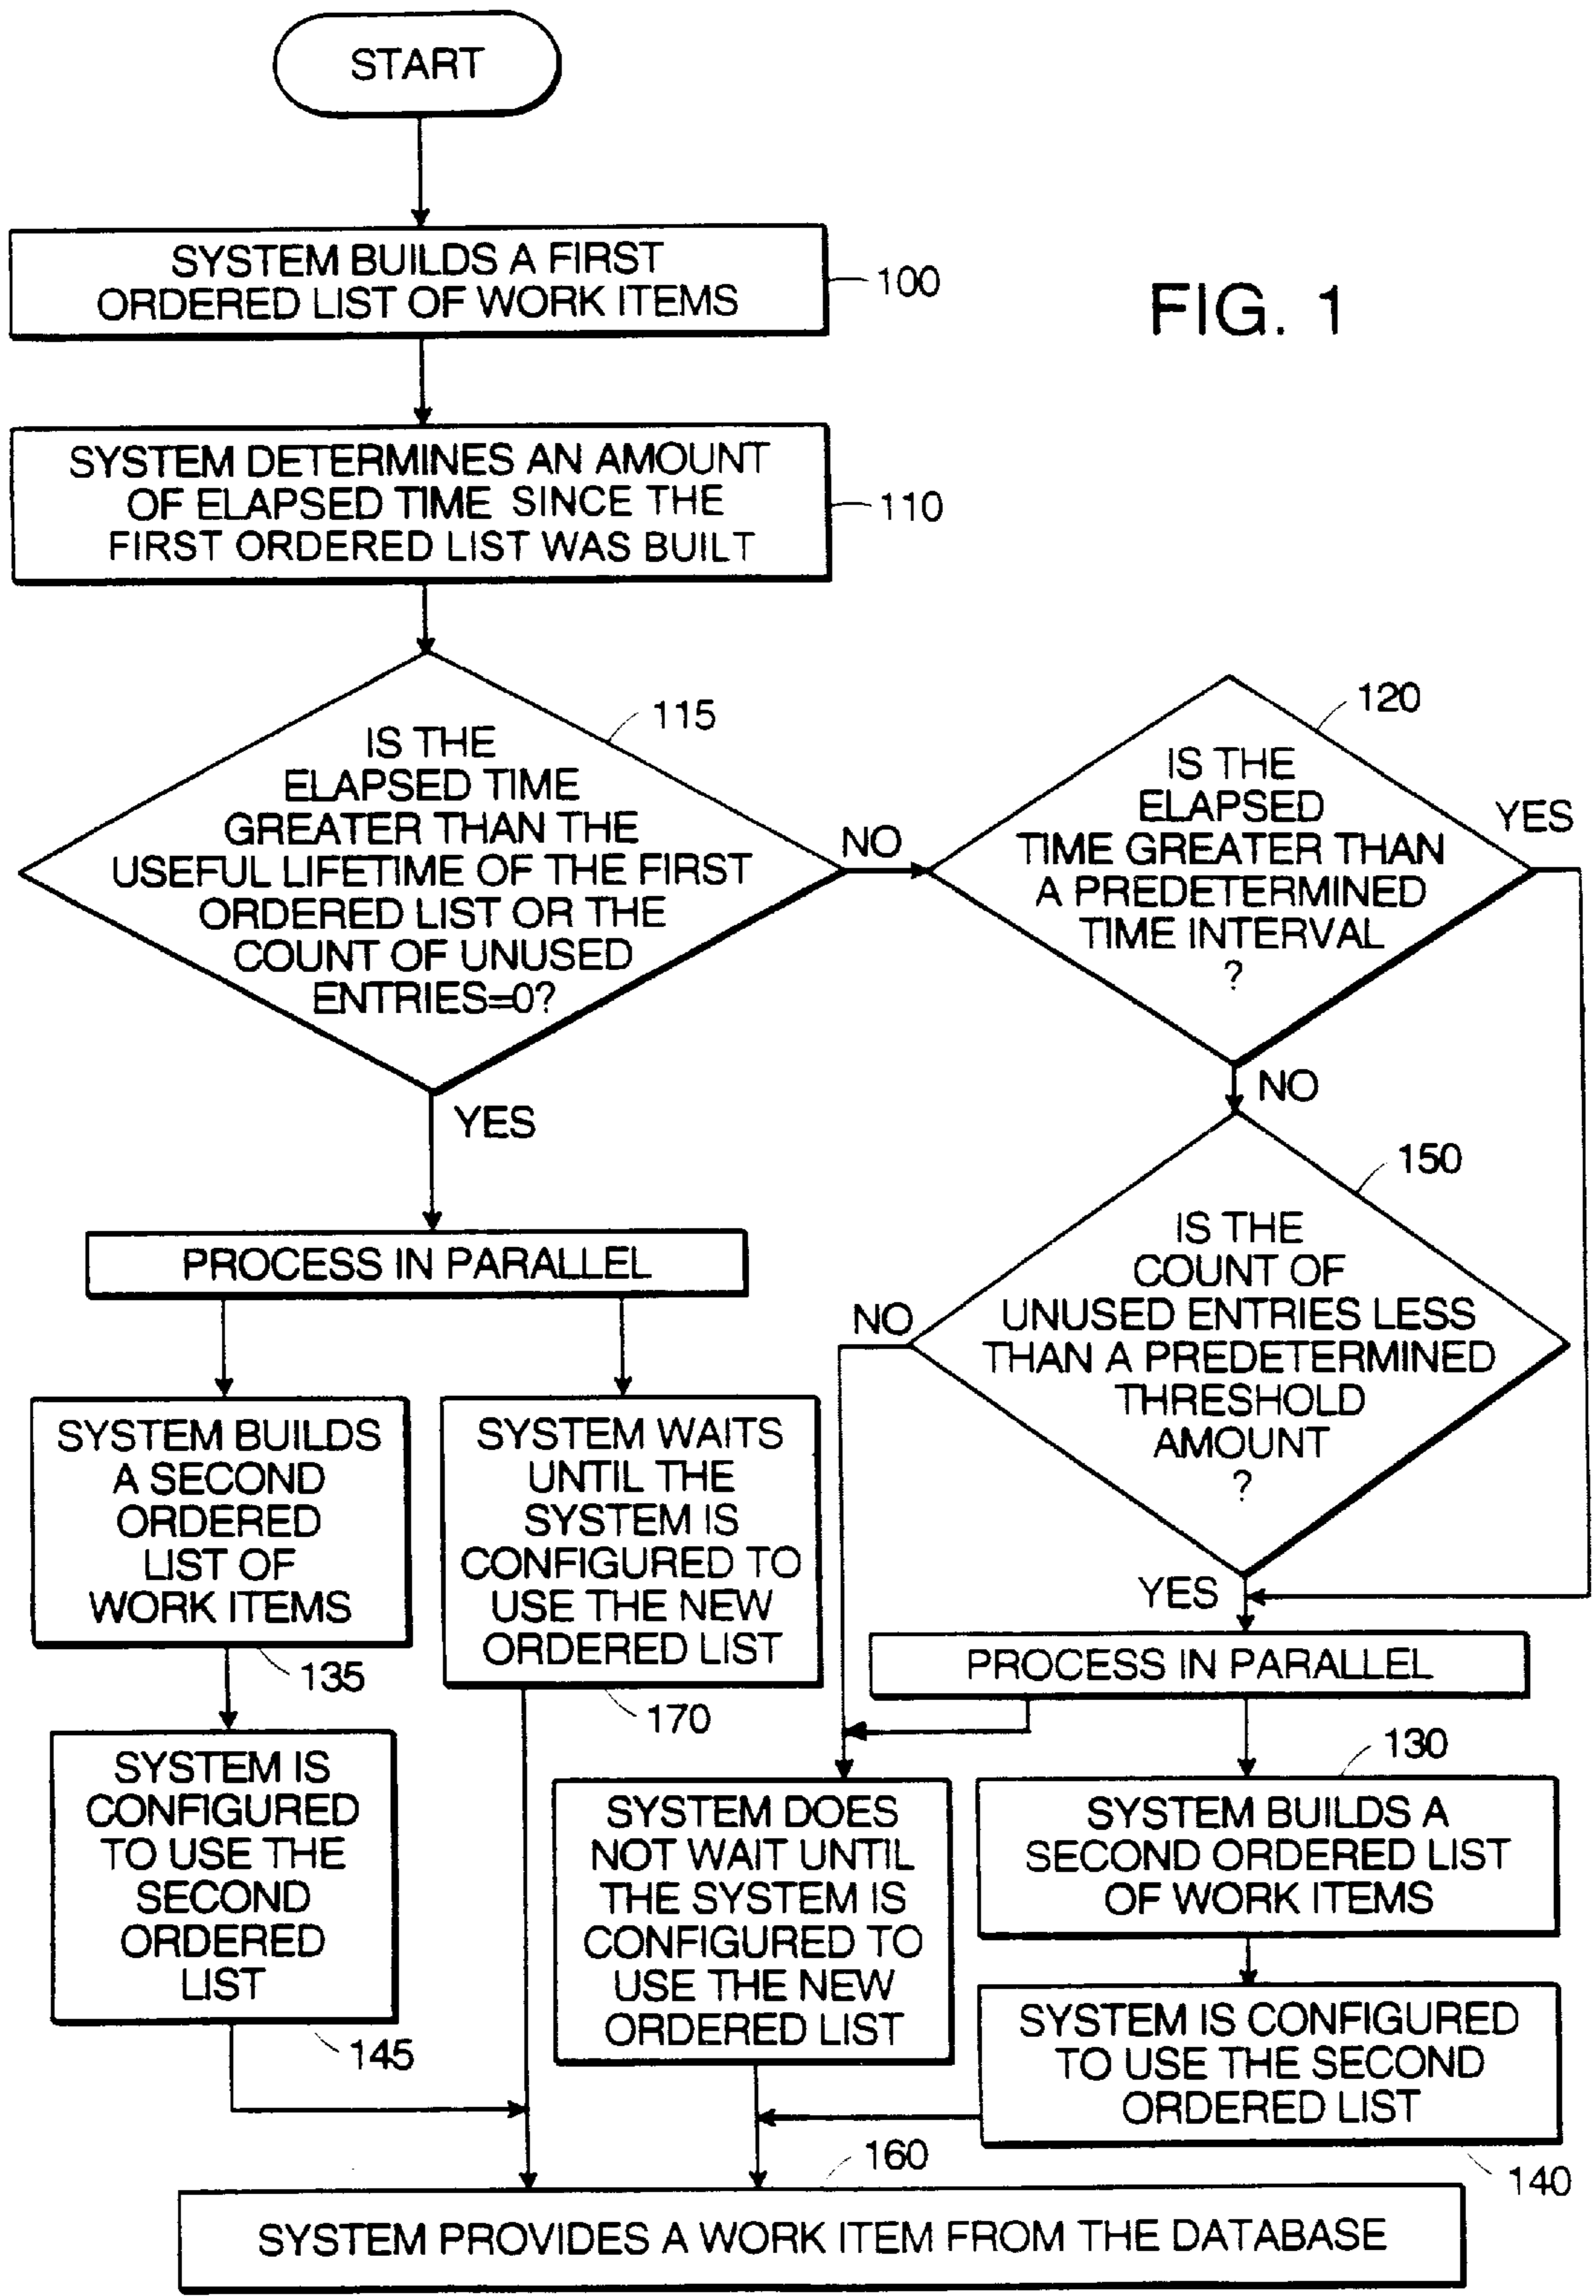 START
SYSTEM BUILDS A FIRST
ORDERED LIST OF WORK ITEMS
100
FIG. 1
SYSTEM DETERMINES AN AMOUNT
OF ELAPSED TIME SINCE THE
FIRST ORDERED LIST WAS BUILT
110
115
IS THE
ELAPSED TIME
GREATER THAN THE
USEFUL LIFETIME OF THE FIRST
ORDERED LIST OR THE
COUNT OF UNUSED
ENTRIES=0?
NO
120
IS THE
ELAPSED
TIME GREATER THAN
A PREDETERMINED
TIME INTERVAL
?
YES
NO
YES
150
IS THE
COUNT OF
UNUSED ENTRIES LESS
THAN A PREDETERMINED
THRESHOLD
AMOUNT
?
NO
YES
PROCESS IN PARALLEL
SYSTEM BUILDS
A SECOND
ORDERED
LIST OF
WORK ITEMS
135
SYSTEM WAITS
UNTIL THE
SYSTEM IS
CONFIGURED TO
USE THE NEW
ORDERED LIST
170
PROCESS IN PARALLEL
SYSTEM IS
CONFIGURED
TO USE THE
SECOND
ORDERED
LIST
145
SYSTEM DOES
NOT WAIT UNTIL
THE SYSTEM IS
CONFIGURED TO
USE THE NEW
ORDERED LIST
130
SYSTEM BUILDS A
SECOND ORDERED LIST
OF WORK ITEMS
SYSTEM IS CONFIGURED
TO USE THE SECOND
ORDERED LIST
140
160
SYSTEM PROVIDES A WORK ITEM FROM THE DATABASE